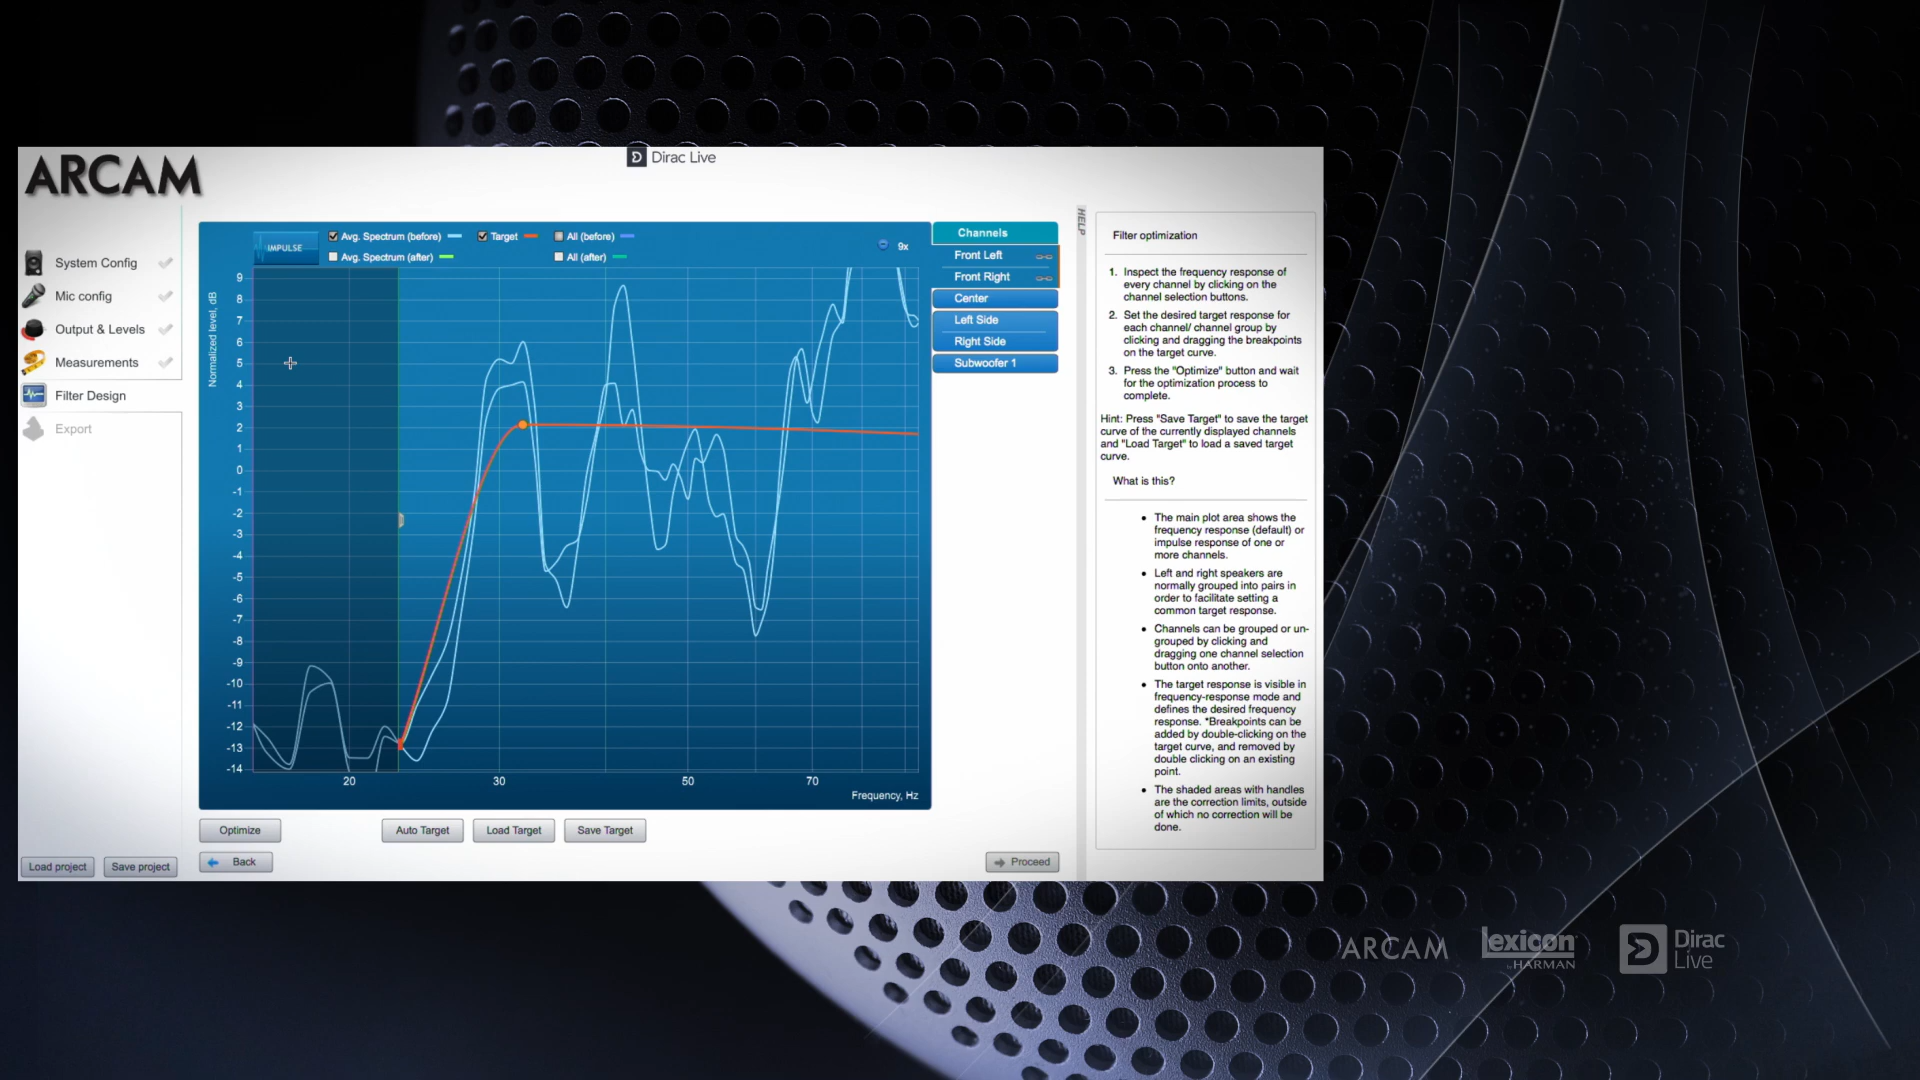 ARCAM
Dirac Live
System Config
Mic config
Output & Levels
Measurements
Filter Design
Export
Load project
Save project
IMPULSE
Avg. Spectrum (before)
Target
All (before)
Avg. Spectrum (after)
All (after)
9x
Normalized level, dB
9
8
7
6
5
4
3
2
1
0
-1
-2
-3
-4
-5
-6
-7
-8
-9
-10
-11
-12
-13
-14
20
30
50
70
Frequency, Hz
Optimize
Auto Target
Load Target
Save Target
Back
Proceed
Channels
Front Left
Front Right
Center
Left Side
Right Side
Subwoofer 1
HELP
Filter optimization
1. Inspect the frequency response of
every channel by clicking on the
channel selection buttons.
2. Set the desired target response for
each channel/ channel group by
clicking and dragging the breakpoints
on the target curve.
3. Press the "Optimize" button and wait
for the optimization process to
complete.
Hint: Press "Save Target" to save the target
curve of the currently displayed channels
and "Load Target" to load a saved target
curve.
What is this?
• The main plot area shows the
frequency response (default) or
impulse response of one or
more channels.
• Left and right speakers are
normally grouped into pairs in
order to facilitate setting a
common target response.
• Channels can be grouped or un-
grouped by clicking and
dragging one channel selection
button onto another.
• The target response is visible in
frequency-response mode and
defines the desired frequency
response. *Breakpoints can be
added by double-clicking on the
target curve, and removed by
double clicking on an existing
point.
• The shaded areas with handles
are the correction limits, outside
of which no correction will be
done.
ARCAM
lexicon
by HARMAN
Dirac
Live